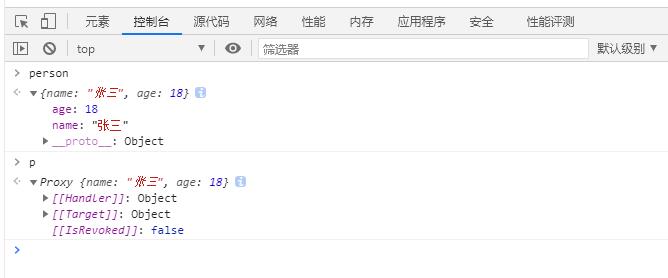 元素 控制台 源代码 网络 性能 内存 应用程序 安全 性能评测
top 筛选器 默认级别
person
{name: "张三", age: 18} i
age: 18
name: "张三"
__proto__: Object
p
Proxy {name: "张三", age: 18} i
[[Handler]]: Object
[[Target]]: Object
[[IsRevoked]]: false